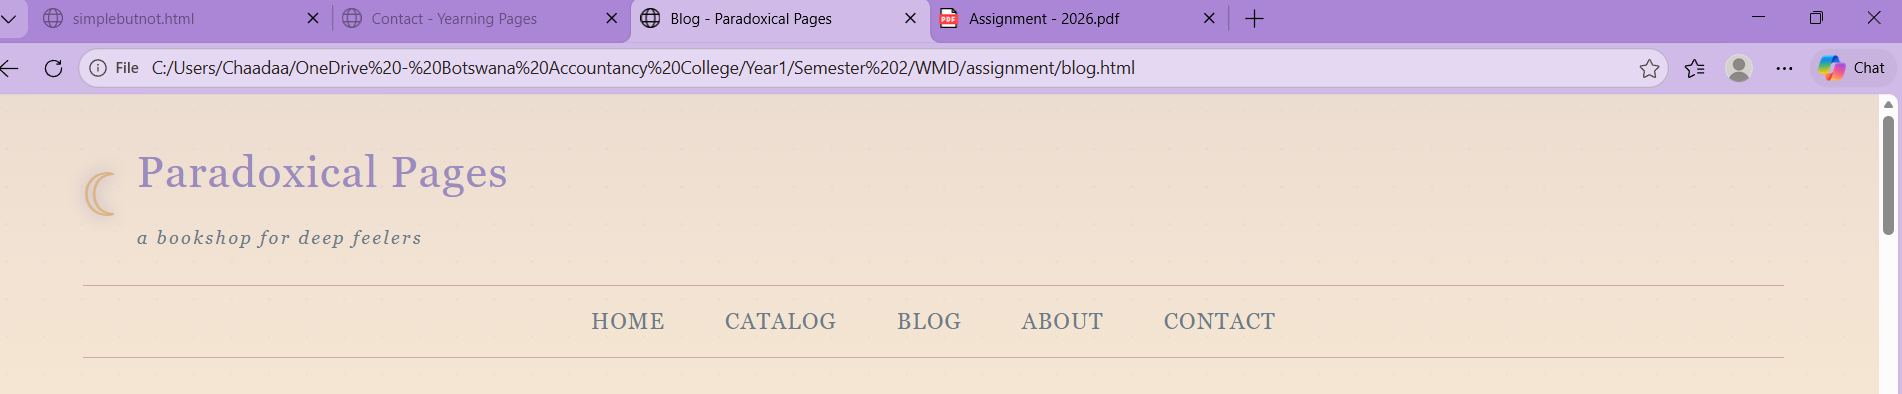 simplebutnot.html
Contact - Yearning Pages
Blog - Paradoxical Pages
PDF
Assignment - 2026.pdf
File
C:/Users/Chaadaa/OneDrive%20-%20Botswana%20Accountancy%20College/Year1/Semester%202/WMD/assignment/blog.html
Chat
Paradoxical Pages
a bookshop for deep feelers
HOME CATALOG BLOG ABOUT CONTACT